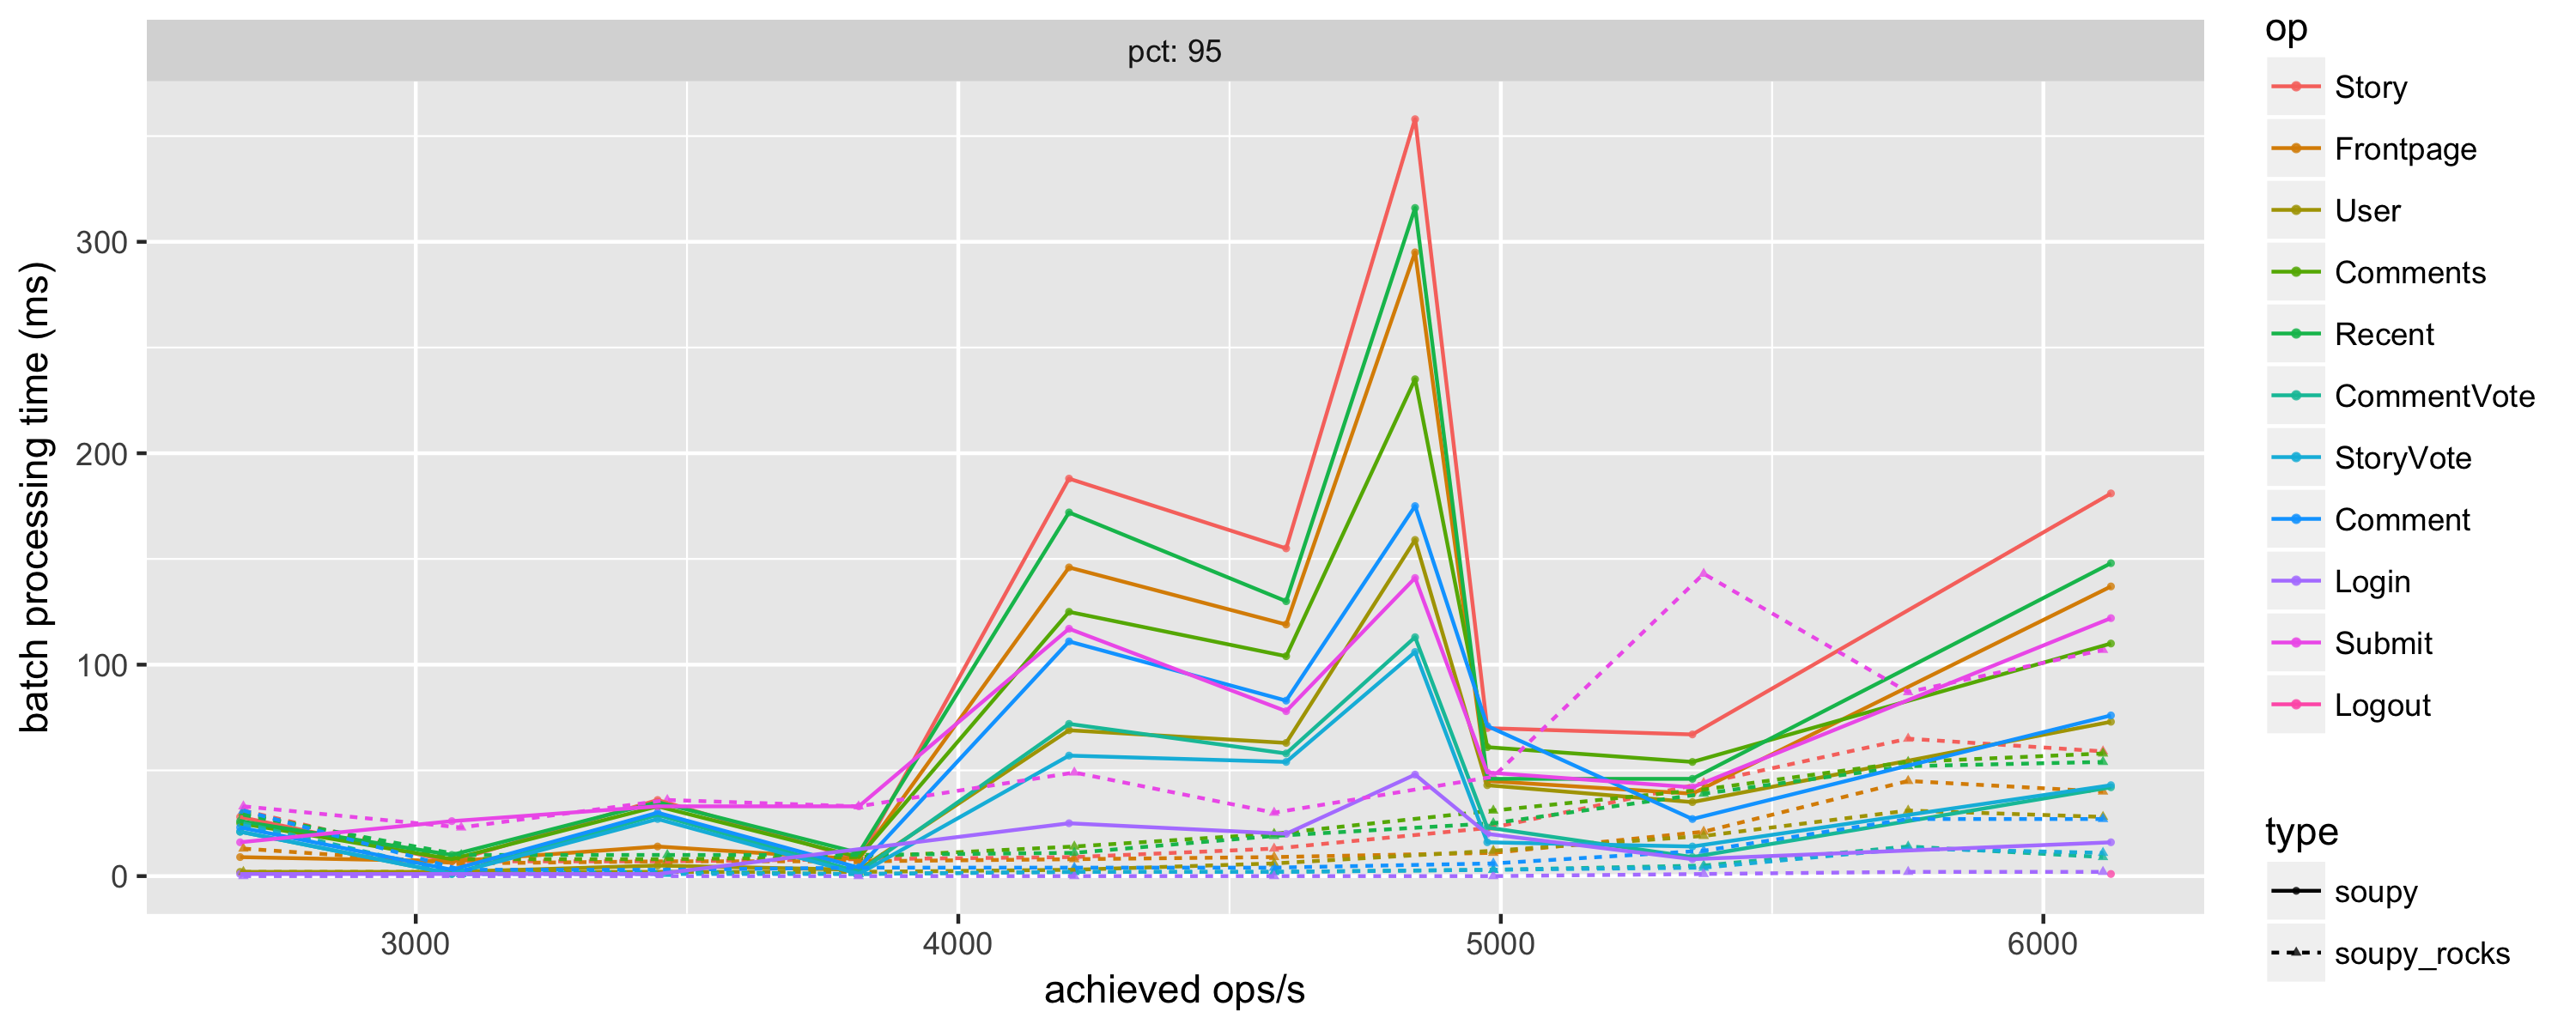 pct: 95
batch processing time (ms)
300
200
100
0
3000
4000
5000
6000
achieved ops/s
op
Story
Frontpage
User
Comments
Recent
CommentVote
StoryVote
Comment
Login
Submit
Logout
type
soupy
soupy_rocks